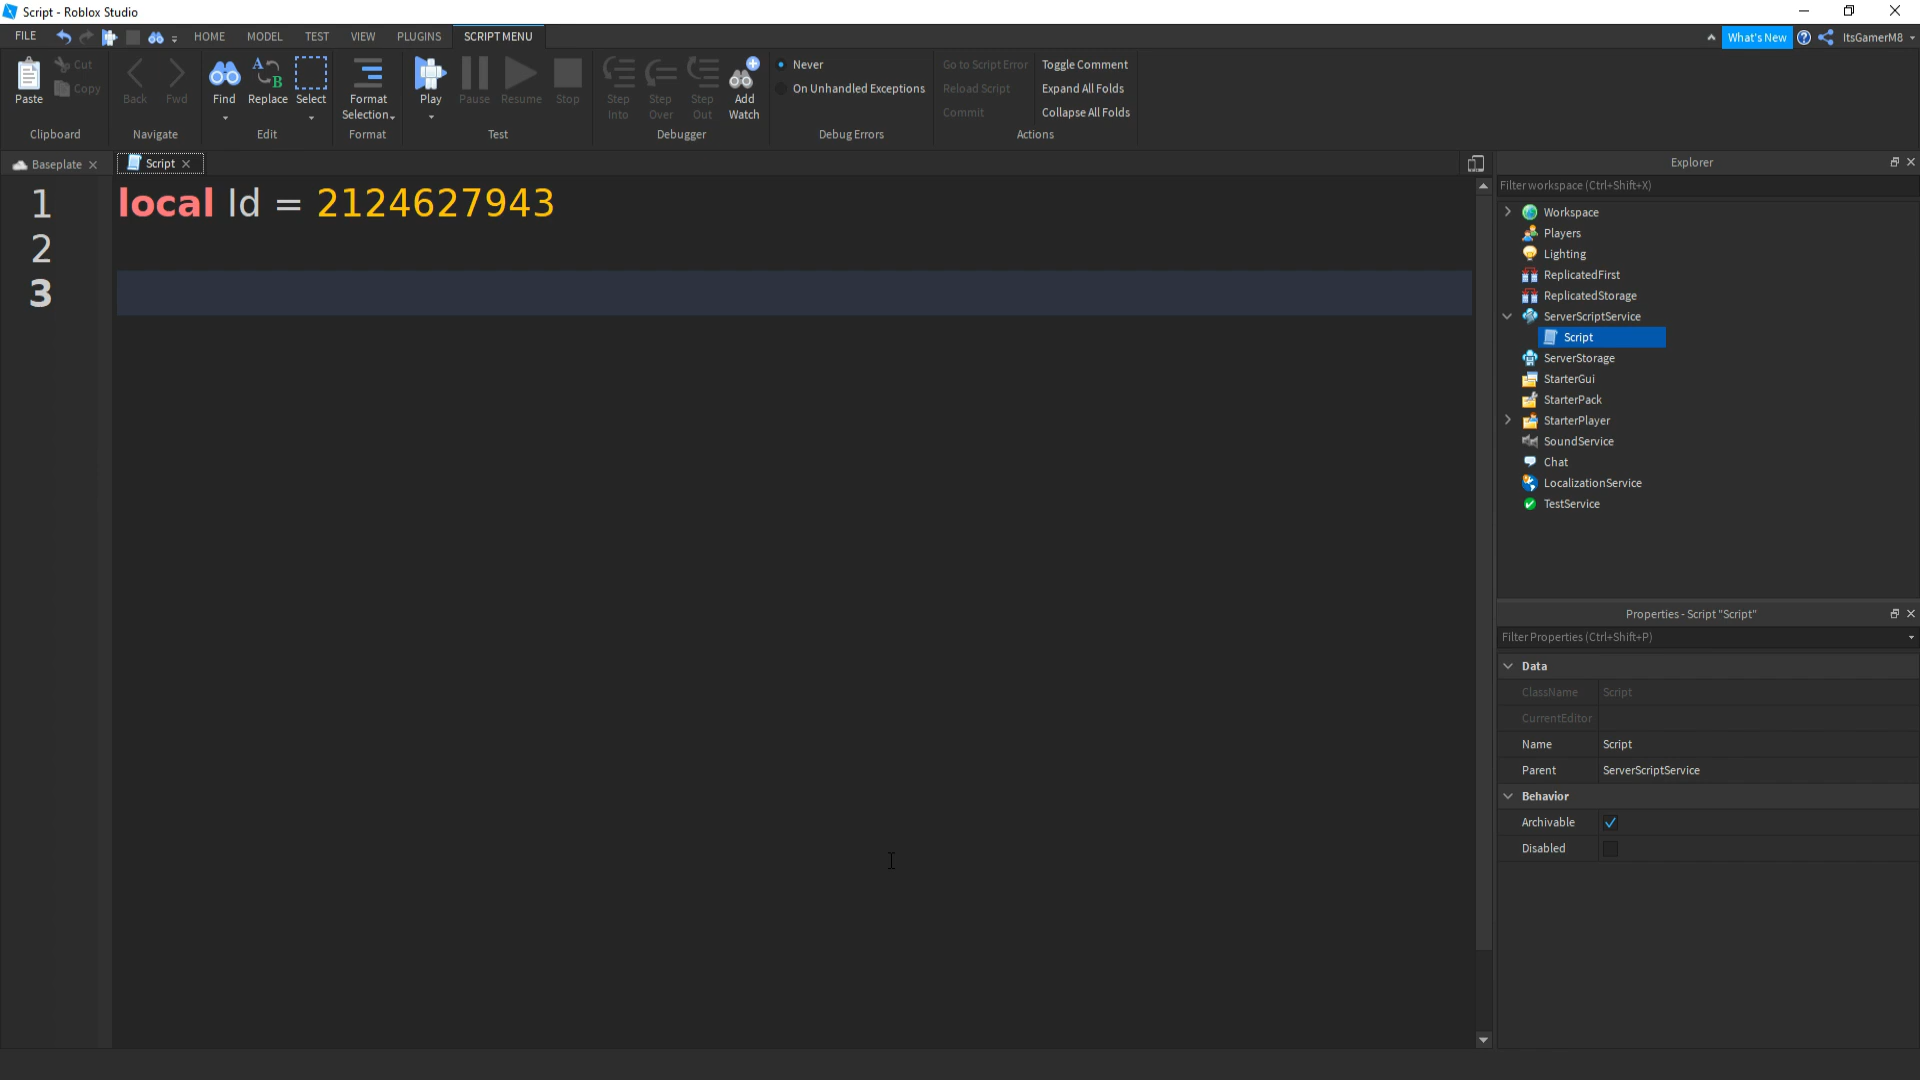 Script - Roblox Studio
FILE HOME MODEL TEST VIEW PLUGINS SCRIPT MENU What's New ItsGamerM8
Paste Cut Copy
Clipboard
Back Fwd
Navigate
Find Replace Select
Edit
Format Selection
Format
Play Pause Resume Stop
Test
Step Into Step Over Step Out Add Watch
Debugger
Never
On Unhandled Exceptions
Debug Errors
Go to Script Error Toggle Comment
Reload Script Expand All Folds
Commit Collapse All Folds
Actions
Baseplate Script
1 local Id = 2124627943
2
3
Explorer
Filter workspace (Ctrl+Shift+X)
Workspace
Players
Lighting
ReplicatedFirst
ReplicatedStorage
ServerScriptService
Script
ServerStorage
StarterGui
StarterPack
StarterPlayer
SoundService
Chat
LocalizationService
TestService
Properties - Script "Script"
Filter Properties (Ctrl+Shift+P)
Data
ClassName Script
CurrentEditor
Name Script
Parent ServerScriptService
Behavior
Archivable
Disabled